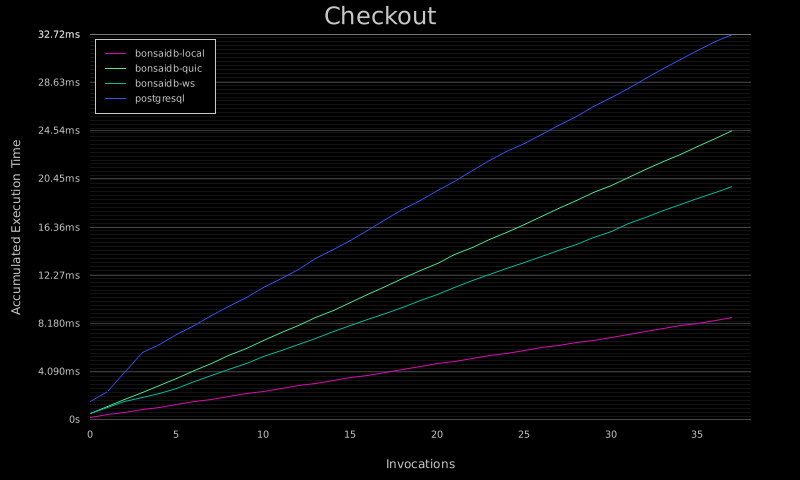 Checkout
32.72ms
28.63ms
24.54ms
20.45ms
16.36ms
12.27ms
8.180ms
4.090ms
0s
Accumulated Execution Time
bonsaidb-local
bonsaidb-quic
bonsaidb-ws
postgresql
0 5 10 15 20 25 30 35
Invocations